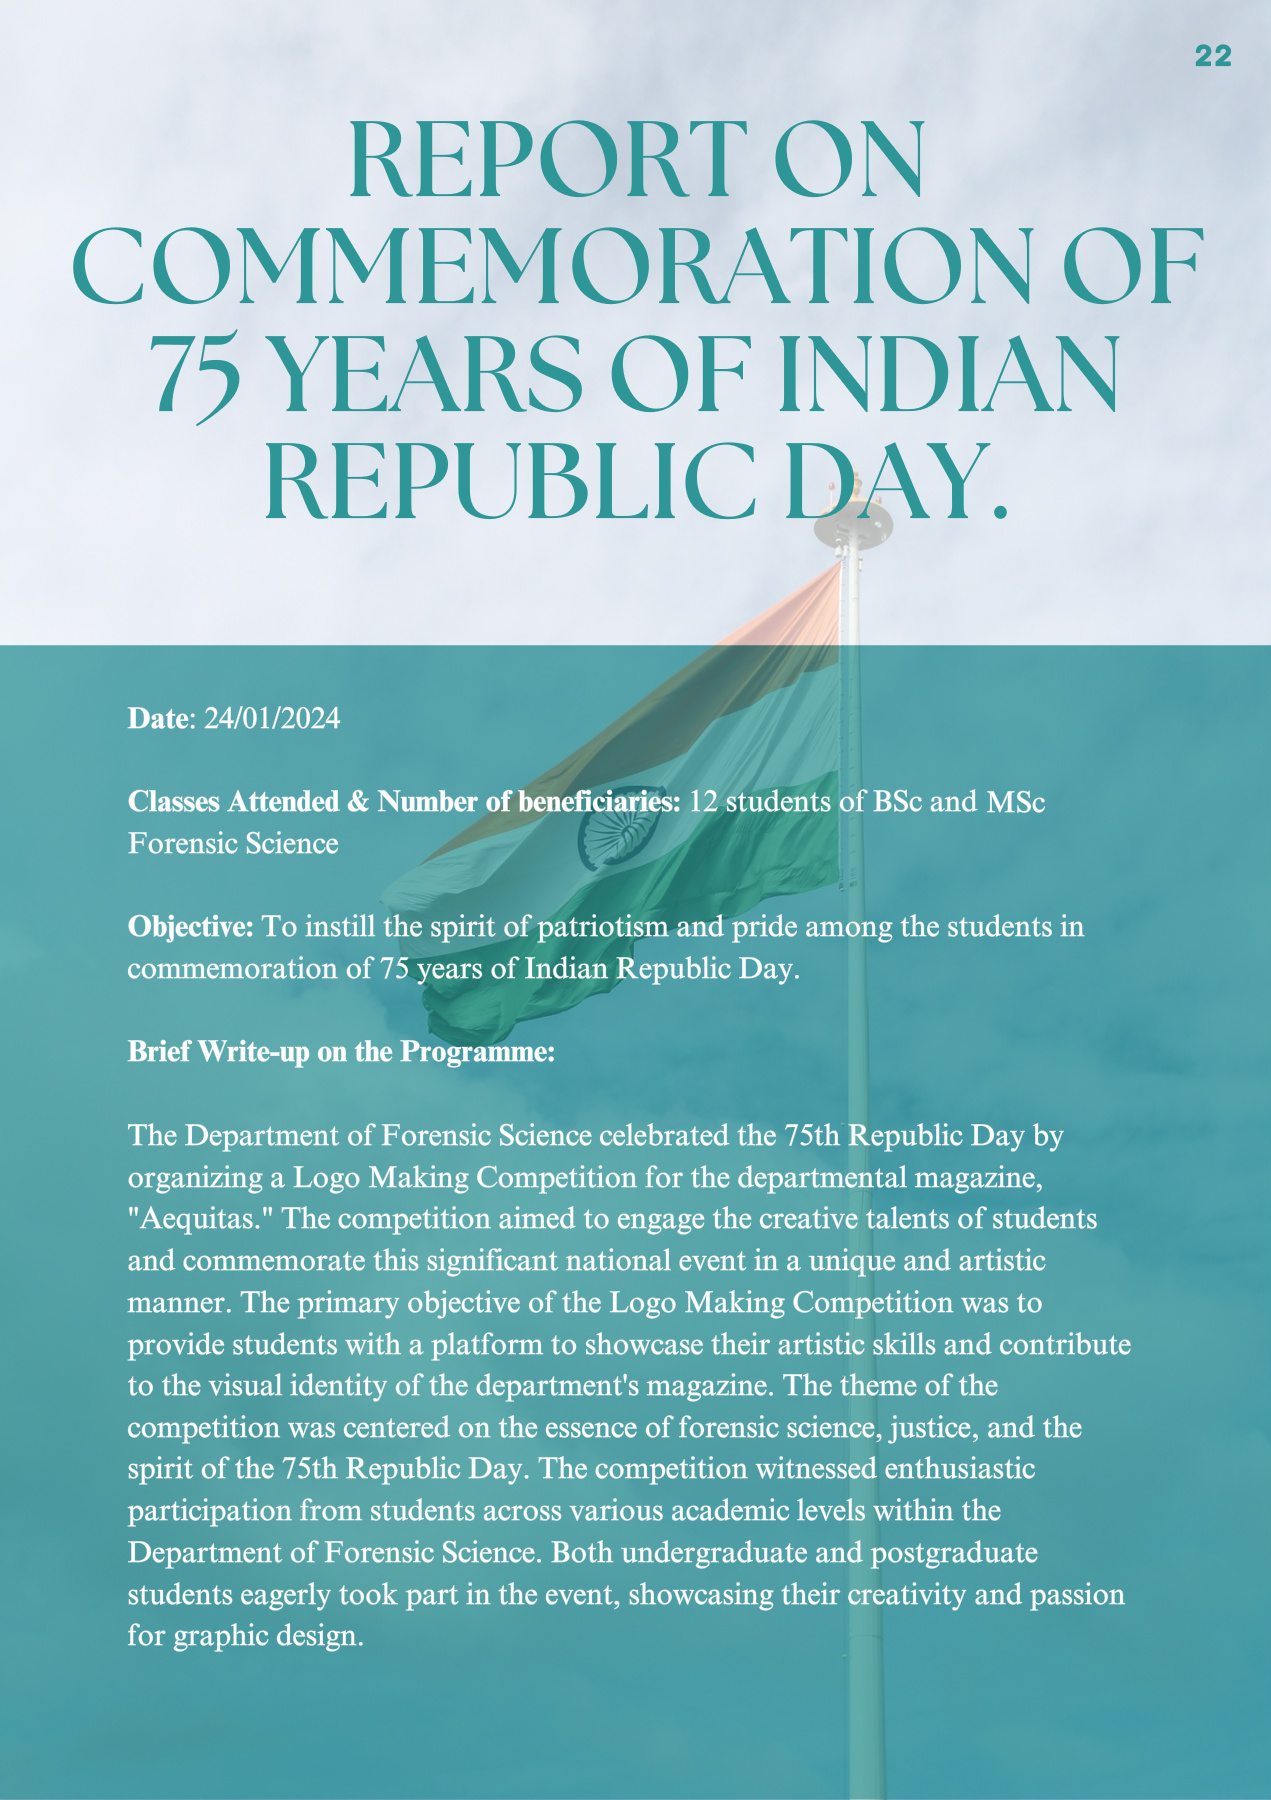 22
REPORT ON
COMMEMORATION OF
75 YEARS OF INDIAN
REPUBLIC DAY.
Date: 24/01/2024
Classes Attended & Number of beneficiaries: 12 students of BSc and MSc
Forensic Science
Objective: To instill the spirit of patriotism and pride among the students in
commemoration of 75 years of Indian Republic Day.
Brief Write-up on the Programme:
The Department of Forensic Science celebrated the 75th Republic Day by
organizing a Logo Making Competition for the departmental magazine,
"Aequitas." The competition aimed to engage the creative talents of students
and commemorate this significant national event in a unique and artistic
manner. The primary objective of the Logo Making Competition was to
provide students with a platform to showcase their artistic skills and contribute
to the visual identity of the department's magazine. The theme of the
competition was centered on the essence of forensic science, justice, and the
spirit of the 75th Republic Day. The competition witnessed enthusiastic
participation from students across various academic levels within the
Department of Forensic Science. Both undergraduate and postgraduate
students eagerly took part in the event, showcasing their creativity and passion
for graphic design.